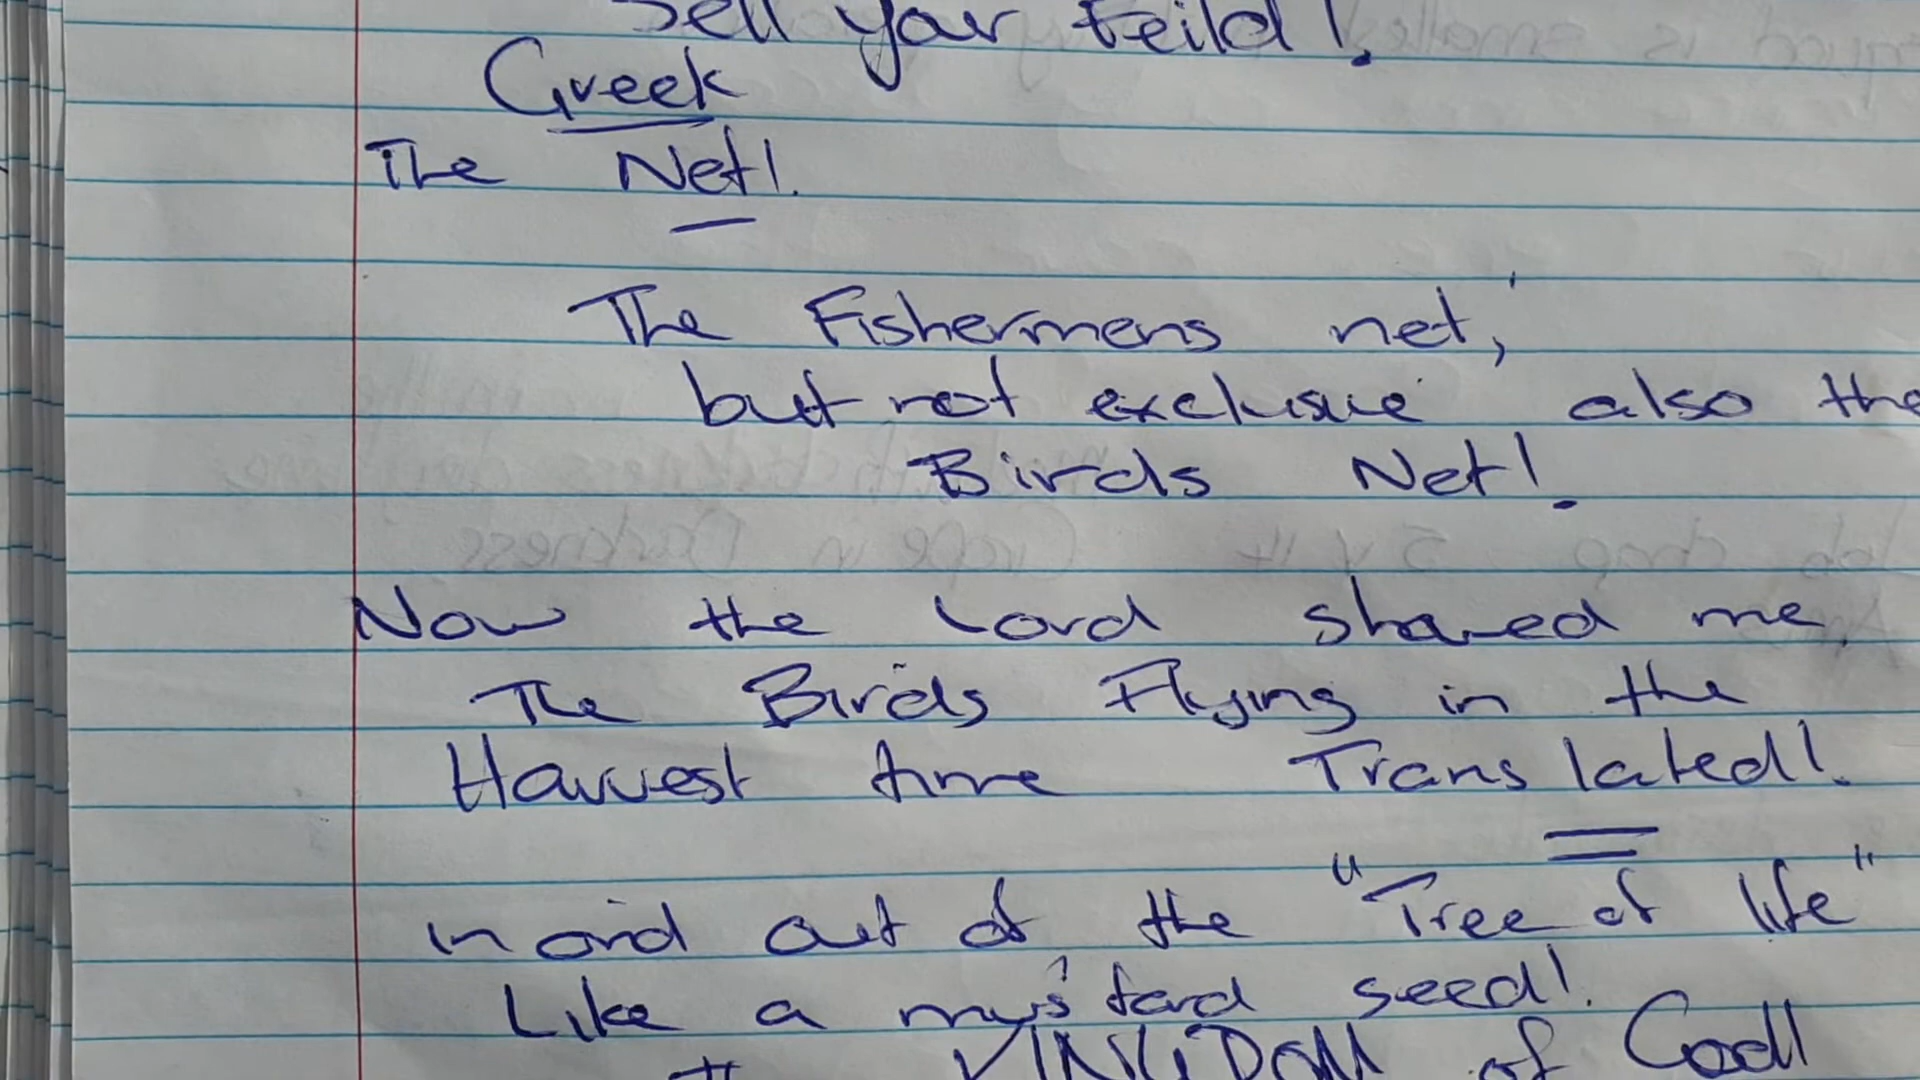 Sell your Feild!
Greek
The Net!
The Fishermens net,
but not exclusive also the
Birds Net!
Now the Lord shared me
The Birds Flying in the
Harvest time Translated!
in and out of the "Tree of life"
Like a mustard seed!
KINGDOM of God!